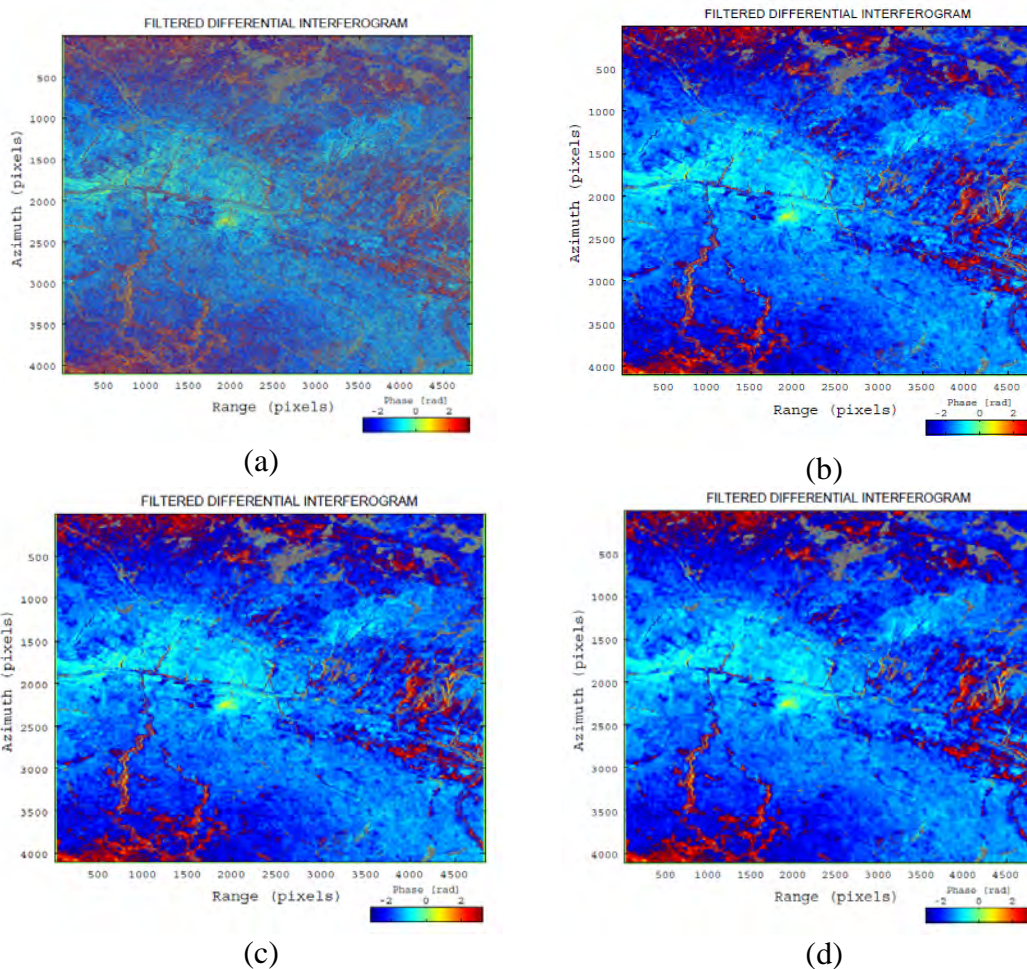 FILTERED DIFFERENTIAL INTERFEROGRAM
Azimuth (pixels)
500
1000
1500
2000
2500
3000
3500
4000
500 1000 1500 2000 2500 3000 3500 4000 4500
Range (pixels)
Phase [rad]
-2 0 2
(a)
FILTERED DIFFERENTIAL INTERFEROGRAM
Azimuth (pixels)
500
1000
1500
2000
2500
3000
3500
4000
500 1000 1500 2000 2500 3000 3500 4000 4500
Range (pixels)
Phase [rad]
-2 0 2
(b)
FILTERED DIFFERENTIAL INTERFEROGRAM
Azimuth (pixels)
500
1000
1500
2000
2500
3000
3500
4000
500 1000 1500 2000 2500 3000 3500 4000 4500
Range (pixels)
Phase [rad]
-2 0 2
(c)
FILTERED DIFFERENTIAL INTERFEROGRAM
Azimuth (pixels)
500
1000
1500
2000
2500
3000
3500
4000
500 1000 1500 2000 2500 3000 3500 4000 4500
Range (pixels)
Phase [rad]
-2 0 2
(d)